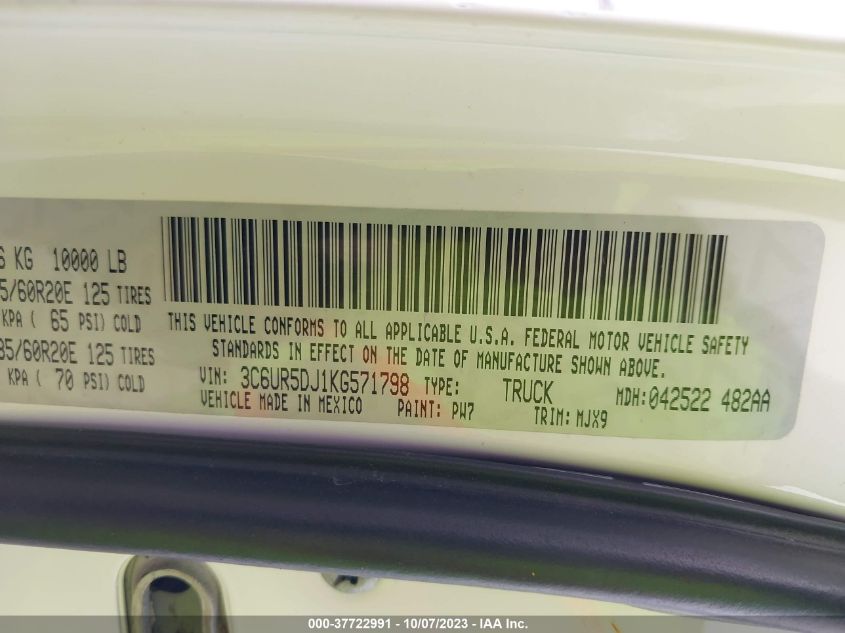 6 KG 10000 LB
5/60R20E 125 TIRES
KPA ( 65 PSI) COLD
85/60R20E 125 TIRES
KPA ( 70 PSI) COLD
THIS VEHICLE CONFORMS TO ALL APPLICABLE U.S.A. FEDERAL MOTOR VEHICLE SAFETY
STANDARDS IN EFFECT ON THE DATE OF MANUFACTURE SHOWN ABOVE.
VIN: 3C6UR5DJ1KG571798 TYPE: TRUCK MDH:042522 482AA
VEHICLE MADE IN MEXICO PAINT: PW7 TRIM: MJX9
000-37722991 - 10/07/2023 - IAA Inc.